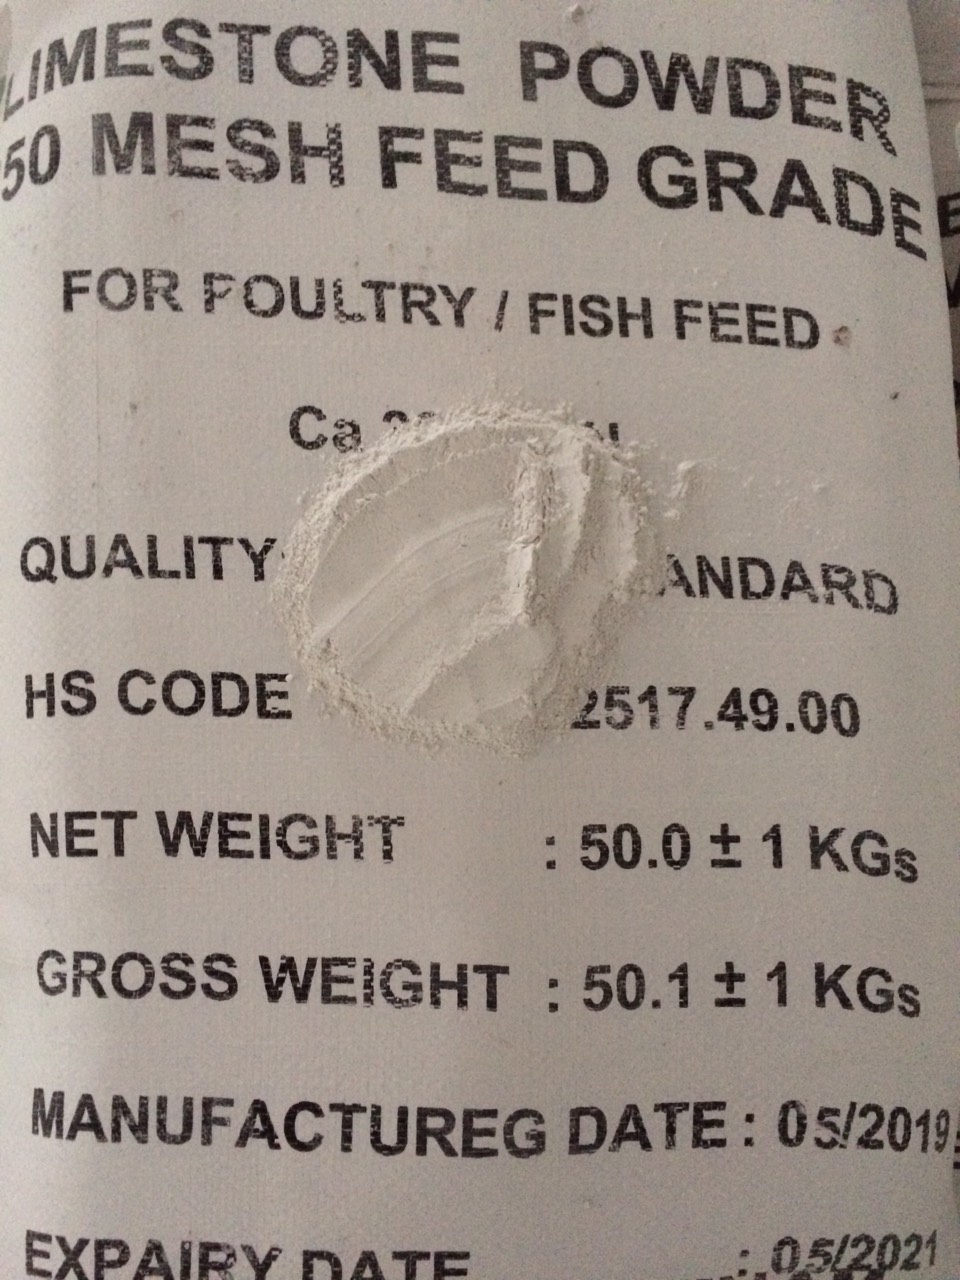 LIMESTONE POWDER
50 MESH FEED GRADE
FOR POULTRY / FISH FEED
Ca
QUALITY
HS CODE 2517.49.00
NET WEIGHT : 50.0 ± 1 KGs
GROSS WEIGHT : 50.1 ± 1 KGs
MANUFACTUREG DATE : 05/2019
EXPAIRY DATE : 05/2021